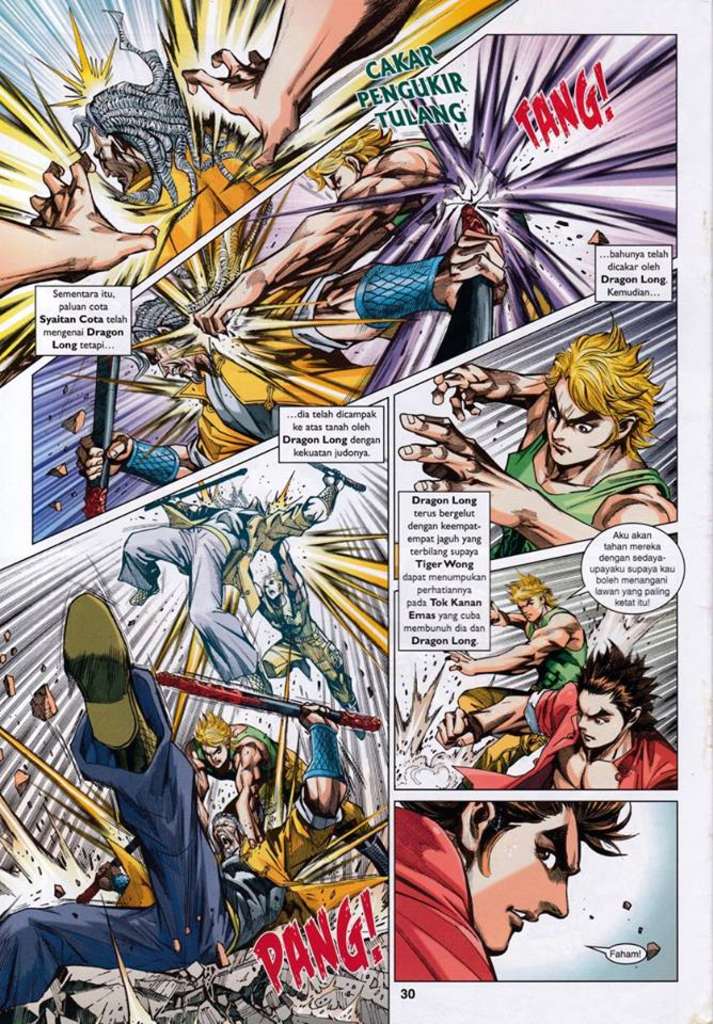 CAKAR
PENGUKIR
TULANG
TANG!
…bahunya telah
dicakar oleh
Dragon Long.
Kemudian…
Sementara itu,
paluan cota
Syaitan Cota telah
mengenai Dragon
Long tetapi…
…dia telah dicampak
ke atas tanah oleh
Dragon Long dengan
kekuatan judonya.
PANG!
Dragon Long
terus bergelut
dengan keempat-
empat jaguh yang
terbilang supaya
Tiger Wong
dapat menumpukan
perhatiannya
pada Tok Kanan
Emas yang cuba
membunuh dia dan
Dragon Long.
Aku akan
tahan mereka
dengan sedaya-
upayaku supaya kau
boleh menangani
lawan yang paling
ketat itu!
Faham!
30